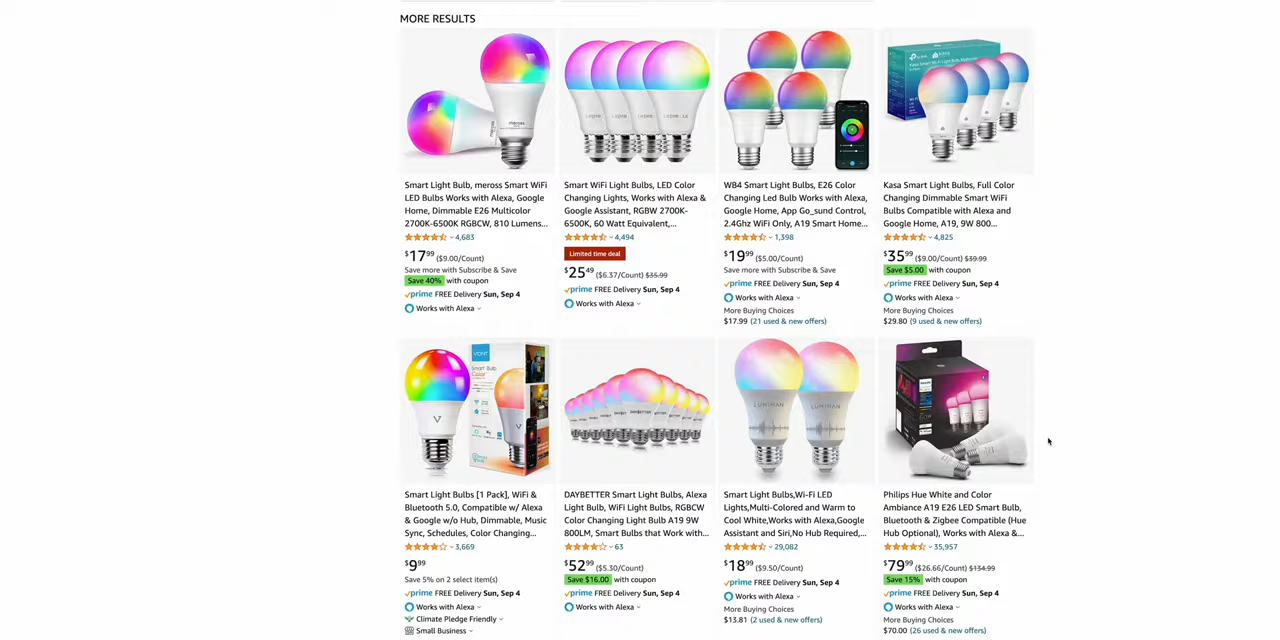 MORE RESULTS
Smart Light Bulb, meross Smart WiFi
LED Bulbs Works with Alexa, Google
Home, Dimmable E26 Multicolor
2700K-6500K RGBCW, 810 Lumens...
4,683
$17⁹⁹ ($9.00/Count)
Save more with Subscribe & Save
Save 40% with coupon
prime FREE Delivery Sun, Sep 4
Works with Alexa
Smart WiFi Light Bulbs, LED Color
Changing Lights, Works with Alexa &
Google Assistant, RGBW 2700K-
6500K, 60 Watt Equivalent,...
4,494
Limited time deal
$25⁴⁹ ($6.37/Count) $35.99
prime FREE Delivery Sun, Sep 4
Works with Alexa
WB4 Smart Light Bulbs, E26 Color
Changing Led Bulb Works with Alexa,
Google Home, App Go_sund Control,
2.4Ghz WiFi Only, A19 Smart Home...
1,398
$19⁹⁹ ($5.00/Count)
Save more with Subscribe & Save
prime FREE Delivery Sun, Sep 4
Works with Alexa
More Buying Choices
$17.99 (21 used & new offers)
Kasa Smart Light Bulbs, Full Color
Changing Dimmable Smart WiFi
Bulbs Compatible with Alexa and
Google Home, A19, 9W 800...
4,825
$35⁹⁹ ($9.00/Count) $39.99
Save $5.00 with coupon
prime FREE Delivery Sun, Sep 4
Works with Alexa
More Buying Choices
$29.80 (9 used & new offers)
VONT
Smart Bulb
Color
Smart Light Bulbs [1 Pack], WiFi &
Bluetooth 5.0, Compatible w/ Alexa
& Google w/o Hub, Dimmable, Music
Sync, Schedules, Color Changing...
3,669
$9⁹⁹
Save 5% on 2 select item(s)
prime FREE Delivery Sun, Sep 4
Works with Alexa
Climate Pledge Friendly
Small Business
DAYBETTER
DAYBETTER Smart Light Bulbs, Alexa
Light Bulb, WiFi Light Bulbs, RGBCW
Color Changing Light Bulb A19 9W
800LM, Smart Bulbs that Work with...
63
$52⁹⁹ ($5.30/Count)
Save $16.00 with coupon
prime FREE Delivery Sun, Sep 4
Works with Alexa
LUMIMAN
LUMIMAN
Smart Light Bulbs,Wi-Fi LED
Lights,Multi-Colored and Warm to
Cool White,Works with Alexa,Google
Assistant and Siri,No Hub Required,...
29,082
$18⁹⁹ ($9.50/Count)
prime FREE Delivery Sun, Sep 4
Works with Alexa
More Buying Choices
$13.81 (2 used & new offers)
Philips Hue White and Color
Ambiance A19 E26 LED Smart Bulb,
Bluetooth & Zigbee Compatible (Hue
Hub Optional), Works with Alexa &...
35,957
$79⁹⁹ ($26.66/Count) $134.99
Save 15% with coupon
prime FREE Delivery Sun, Sep 4
Works with Alexa
More Buying Choices
$70.00 (26 used & new offers)